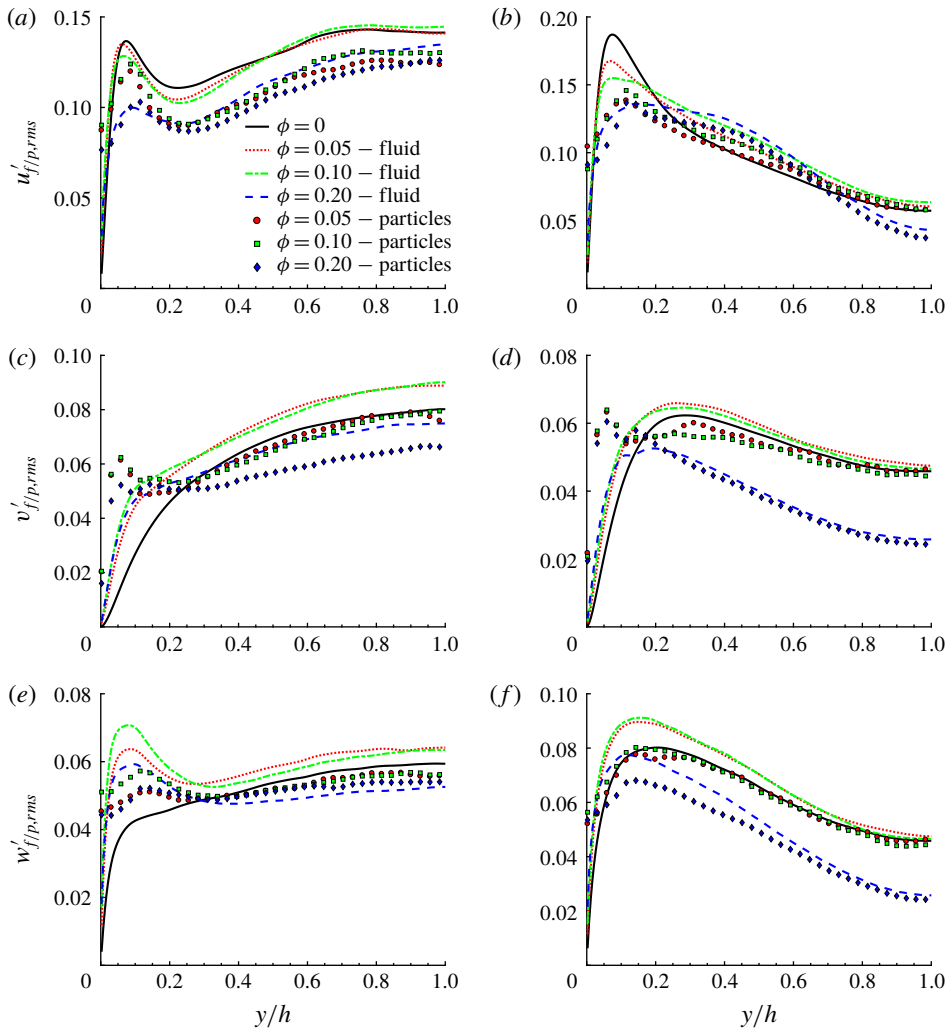 (a)
(b)
0.15
0.10
0.05
u′f/p,rms
ϕ = 0
ϕ = 0.05 – fluid
ϕ = 0.10 – fluid
ϕ = 0.20 – fluid
ϕ = 0.05 – particles
ϕ = 0.10 – particles
ϕ = 0.20 – particles
0 0.2 0.4 0.6 0.8 1.0
0.20
0.15
0.10
0.05
0 0.2 0.4 0.6 0.8 1.0
(c)
(d)
0.10
0.08
0.06
0.04
0.02
v′f/p,rms
0 0.2 0.4 0.6 0.8 1.0
0.08
0.06
0.04
0.02
0 0.2 0.4 0.6 0.8 1.0
(e)
(f)
0.08
0.06
0.04
0.02
w′f/p,rms
0 0.2 0.4 0.6 0.8 1.0
y/h
0.10
0.08
0.06
0.04
0.02
0 0.2 0.4 0.6 0.8 1.0
y/h